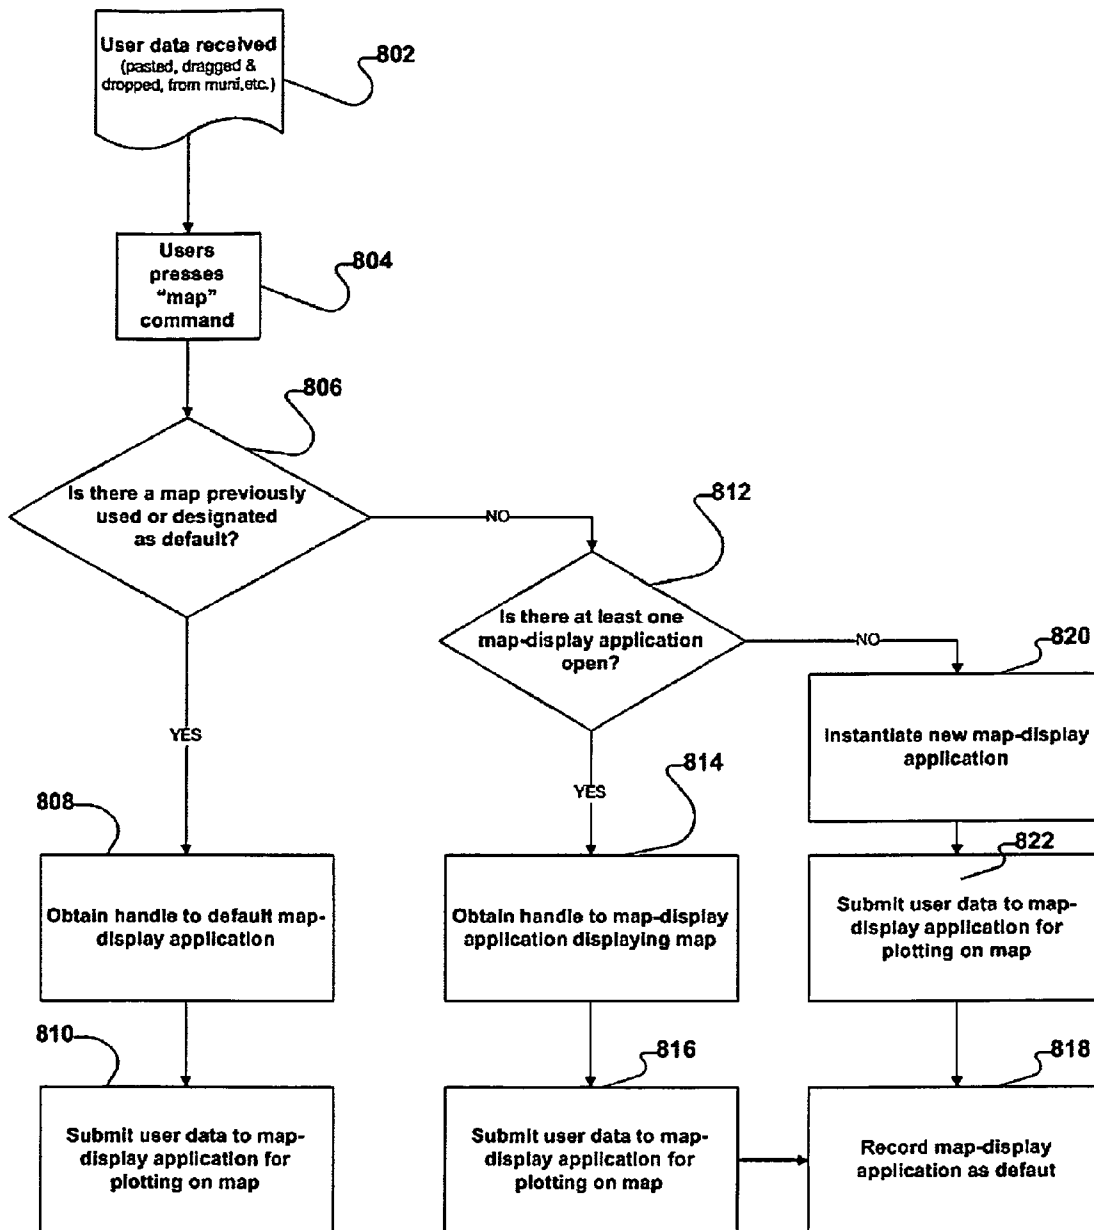 User data received
(pasted, dragged &
dropped, from muni,etc.)
802
Users
presses
“map”
command
804
806
Is there a map previously
used or designated
as default?
NO
812
Is there at least one
map-display application
open?
NO
820
Instantiate new map-display
application
YES
YES
814
808
822
Obtain handle to default map-
display application
Obtain handle to map-display
application displaying map
Submit user data to map-
display application for
plotting on map
810
816
818
Submit user data to map-
display application for
plotting on map
Submit user data to map-
display application for
plotting on map
Record map-display
application as defaut